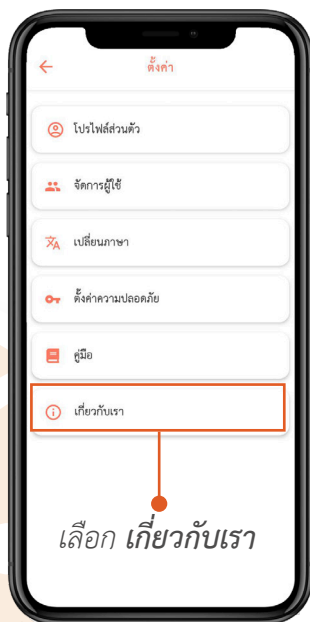 ตั้งค่า
โปรไฟล์ส่วนตัว
จัดการผู้ใช้
เปลี่ยนภาษา
ตั้งค่าความปลอดภัย
คู่มือ
เกี่ยวกับเรา
เลือก เกี่ยวกับเรา